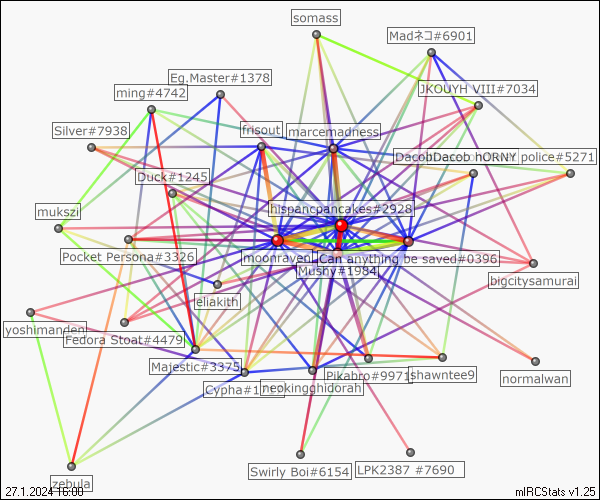 somass
Madネコ#6901
Eg.Master#1378
ming#4742
JKOUYH VIII#7034
Silver#7938
frisout
marcemadness
DacobDacob hORNY police#5271
Duck#1245
mukszi
hispancpancakes#2928
Pocket Persona#3326
moonraven
Can anything be saved#0396
Mushy#1984
bigcitysamurai
eliakith
yoshimanden
Fedora Stoat#4479
Majestic#3375
Pikabro#9971
shawntee9
normalwan
Cypha#1
neokingghidorah
zebula
Swirly Boi#6154
LPK2387 #7690
27.1.2024 16:00
mIRCStats v1.25